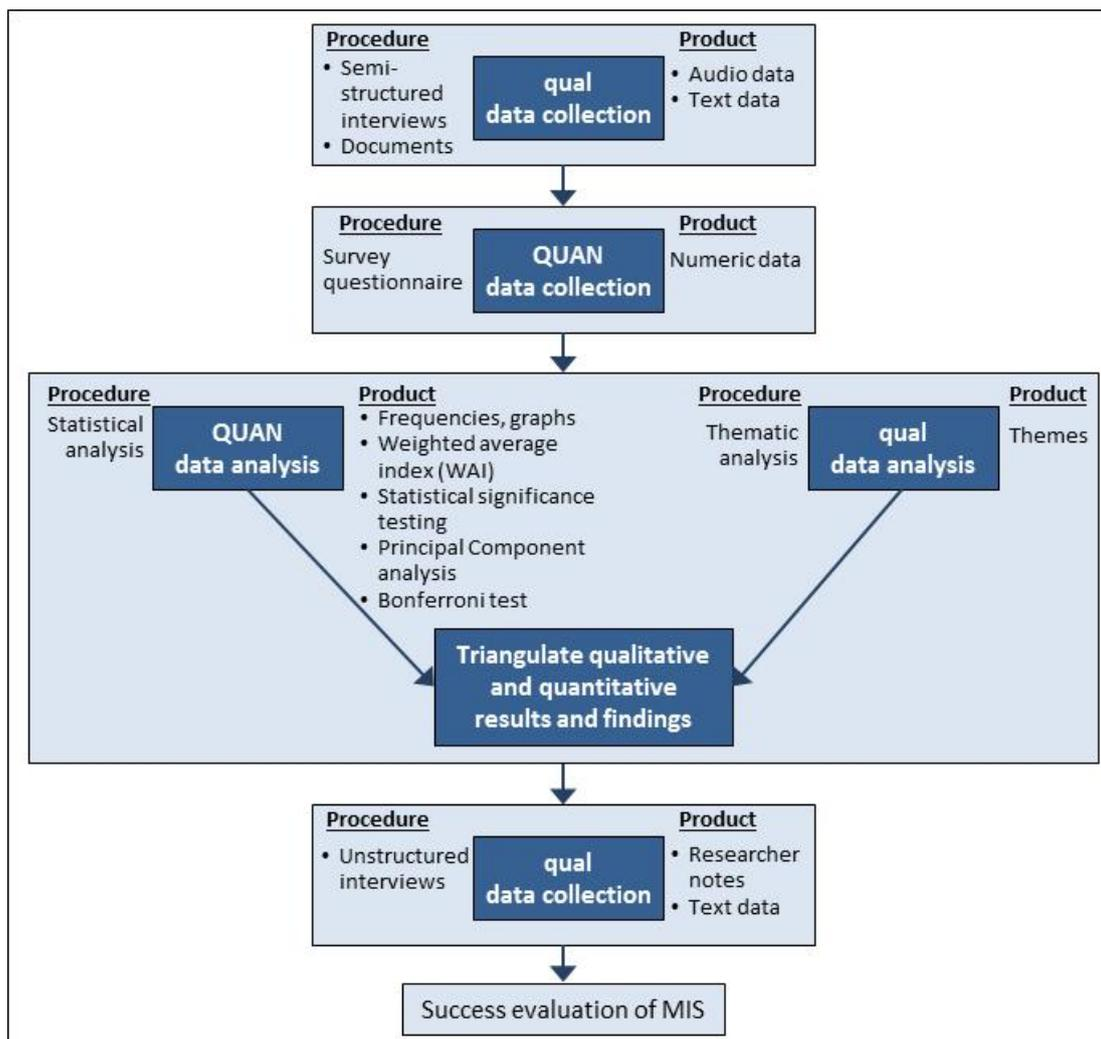 Procedure
• Semi-
structured
interviews
• Documents
qual
data collection
Product
• Audio data
• Text data
Procedure
Survey
questionnaire
QUAN
data collection
Product
Numeric data
Procedure
Statistical
analysis
QUAN
data analysis
Product
• Frequencies, graphs
• Weighted average
index (WAI)
• Statistical significance
testing
• Principal Component
analysis
• Bonferroni test
Procedure
Thematic
analysis
qual
data analysis
Product
Themes
Triangulate qualitative
and quantitative
results and findings
Procedure
• Unstructured
interviews
qual
data collection
Product
• Researcher
notes
• Text data
Success evaluation of MIS